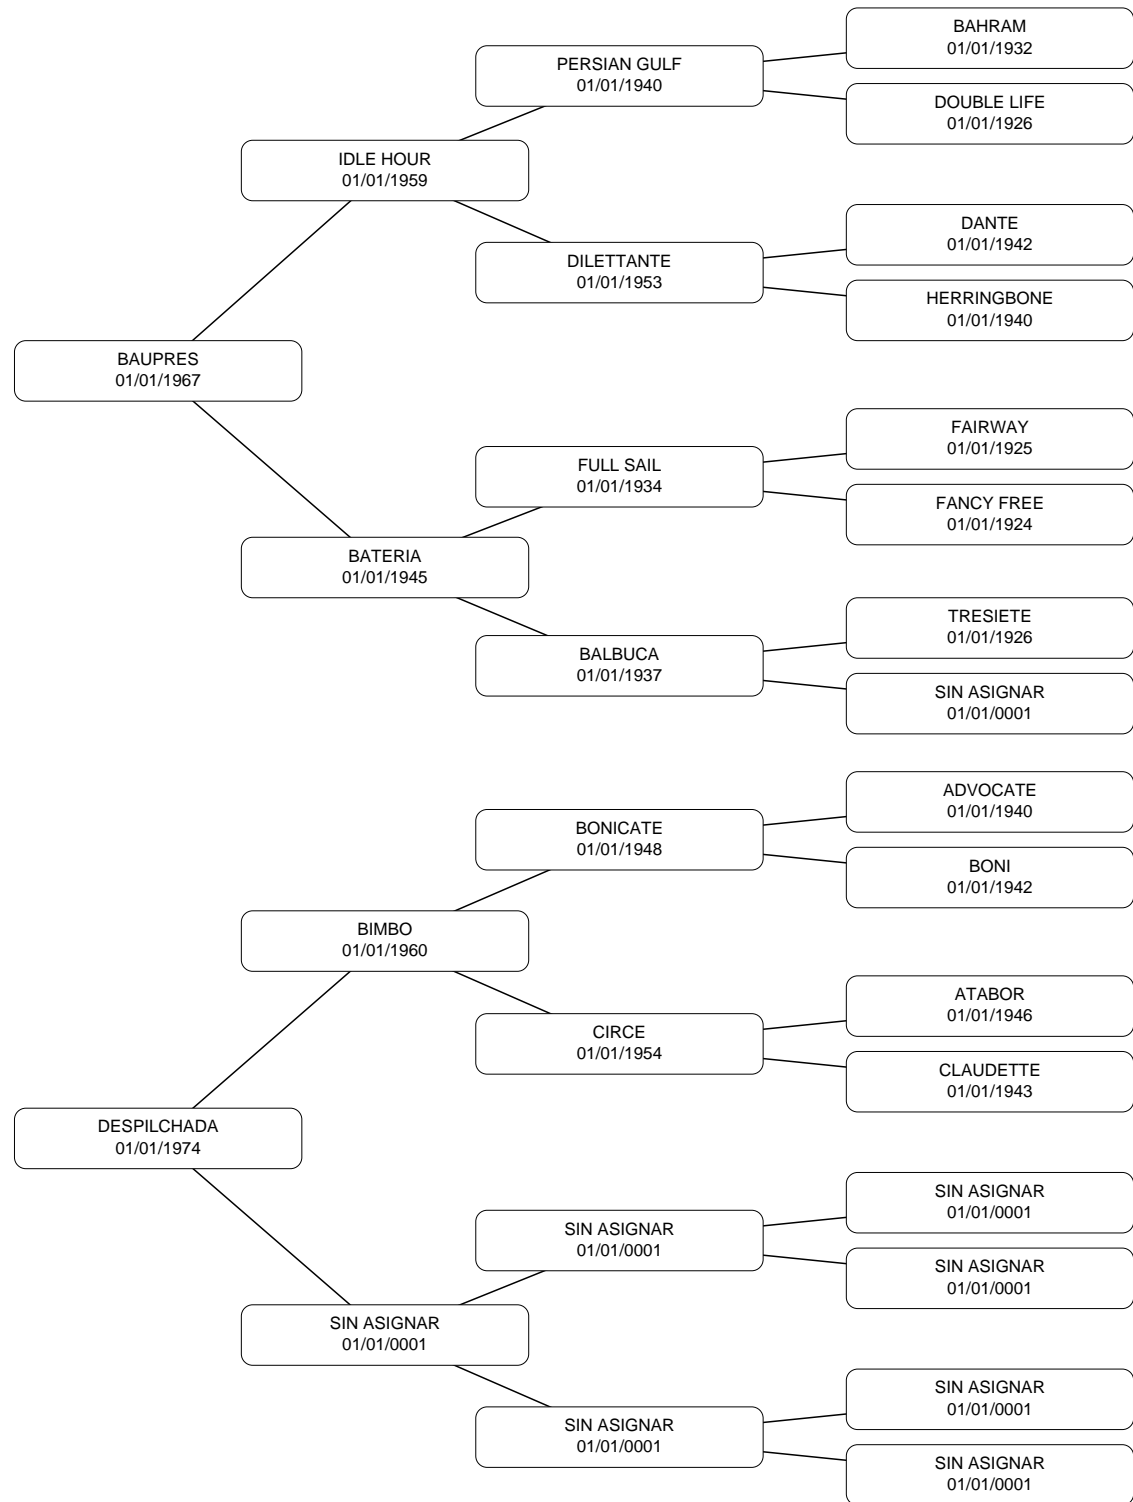 BAHRAM
01/01/1932
PERSIAN GULF
01/01/1940
DOUBLE LIFE
01/01/1926
IDLE HOUR
01/01/1959
DANTE
01/01/1942
DILETTANTE
01/01/1953
HERRINGBONE
01/01/1940
BAUPRES
01/01/1967
FAIRWAY
01/01/1925
FULL SAIL
01/01/1934
FANCY FREE
01/01/1924
BATERIA
01/01/1945
TRESIETE
01/01/1926
BALBUCA
01/01/1937
SIN ASIGNAR
01/01/0001
ADVOCATE
01/01/1940
BONICATE
01/01/1948
BONI
01/01/1942
BIMBO
01/01/1960
ATABOR
01/01/1946
CIRCE
01/01/1954
CLAUDETTE
01/01/1943
DESPILCHADA
01/01/1974
SIN ASIGNAR
01/01/0001
SIN ASIGNAR
01/01/0001
SIN ASIGNAR
01/01/0001
SIN ASIGNAR
01/01/0001
SIN ASIGNAR
01/01/0001
SIN ASIGNAR
01/01/0001
SIN ASIGNAR
01/01/0001